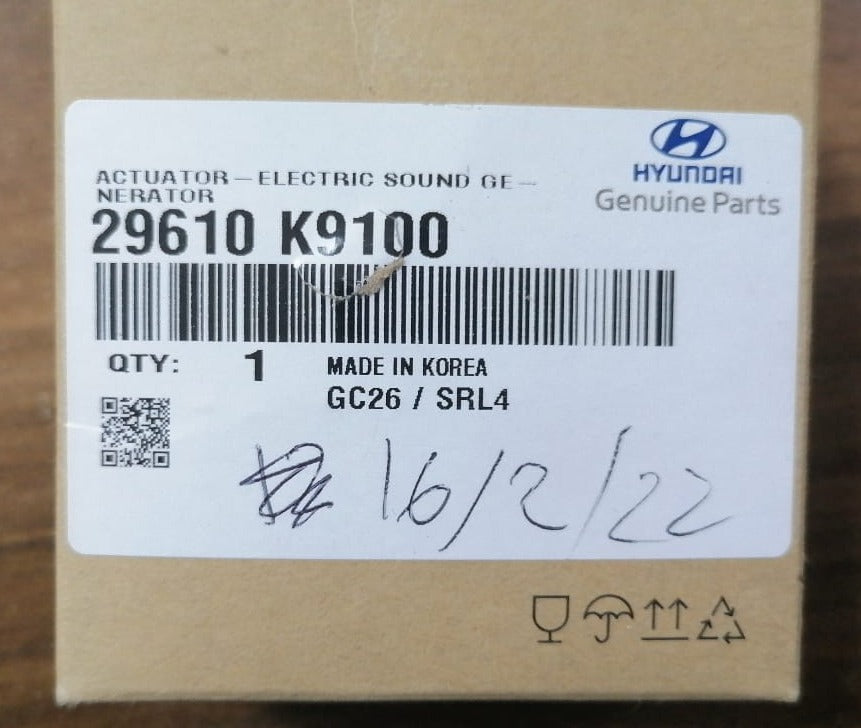 HYUNDAI
Genuine Parts
ACTUATOR-ELECTRIC SOUND GE-
NERATOR
29610 K9100
QTY: 1 MADE IN KOREA
GC26 / SRL4
16/2/22